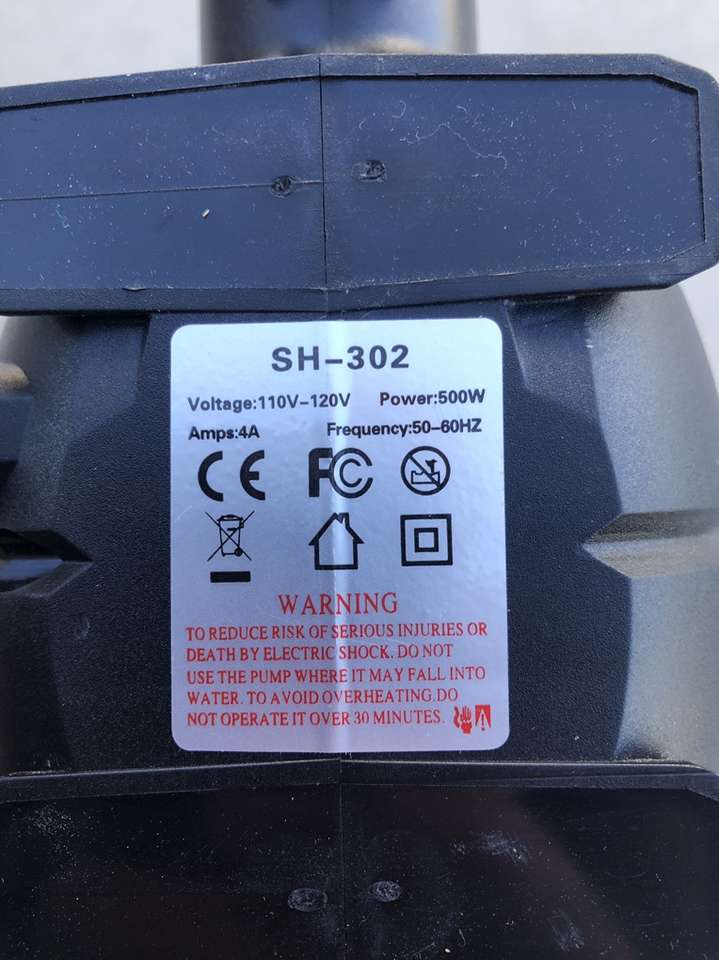 SH-302
Voltage:110V-120V Power:500W
Amps:4A Frequency:50-60HZ
CE FC
WARNING
TO REDUCE RISK OF SERIOUS INJURIES OR
DEATH BY ELECTRIC SHOCK. DO NOT
USE THE PUMP WHERE IT MAY FALL INTO
WATER. TO AVOID OVERHEATING.DO
NOT OPERATE IT OVER 30 MINUTES.